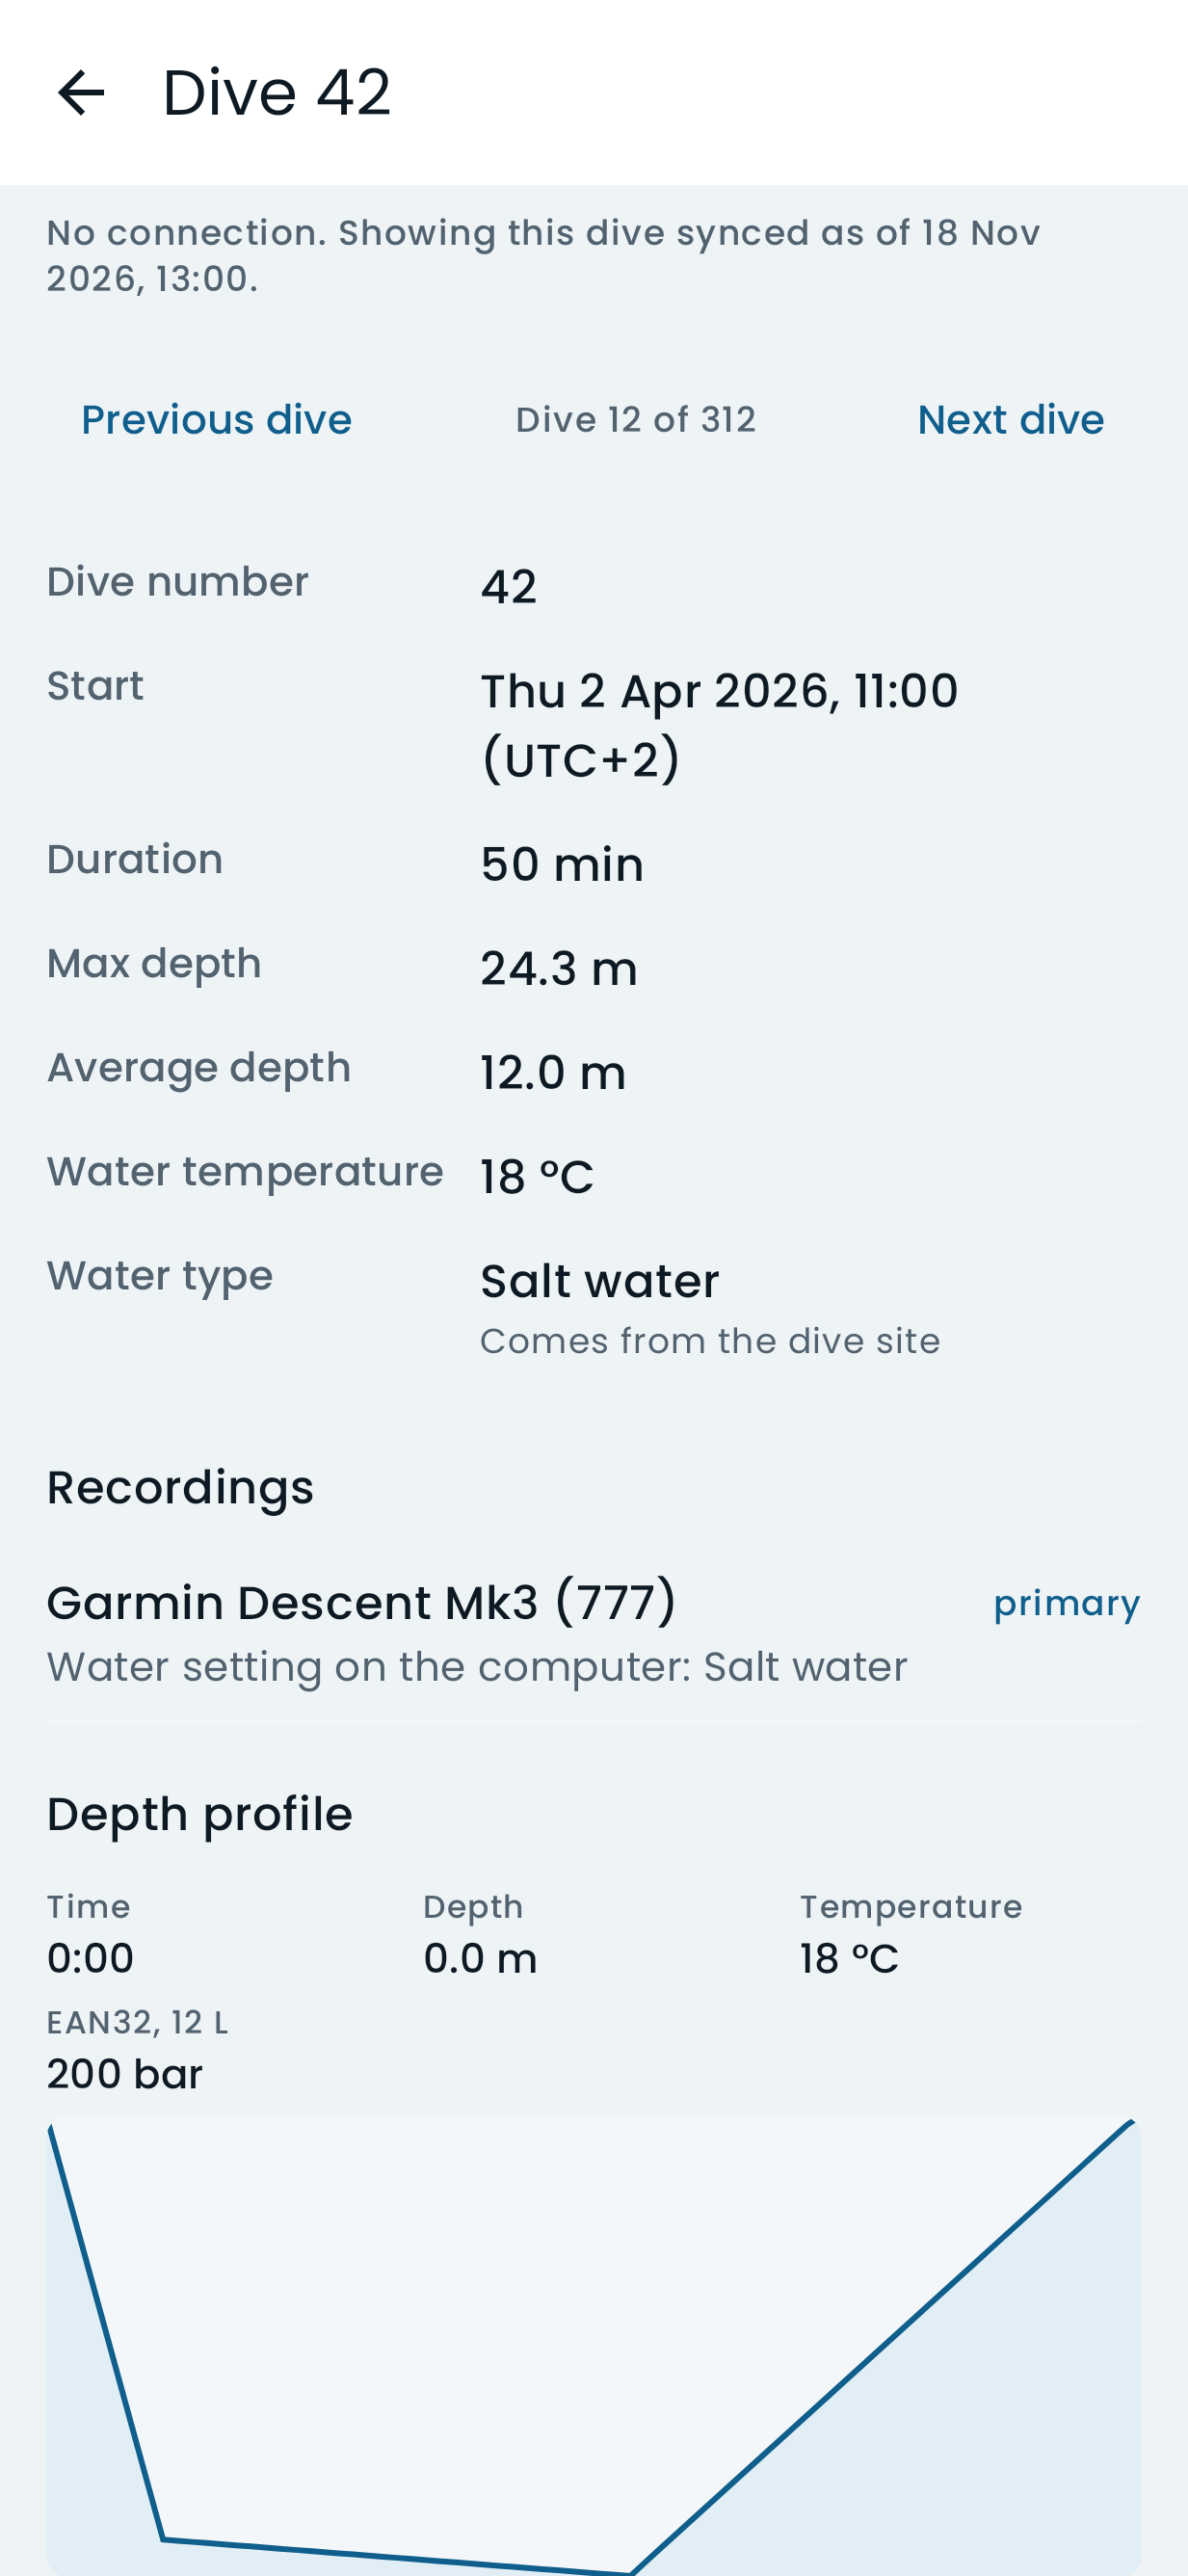 Dive 42
No connection. Showing this dive synced as of 18 Nov
2026, 13:00.
Previous dive
Dive 12 of 312
Next dive
Dive number
42
Start
Thu 2 Apr 2026, 11:00
(UTC+2)
Duration
50 min
Max depth
24.3 m
Average depth
12.0 m
Water temperature
18 °C
Water type
Salt water
Comes from the dive site
Recordings
Garmin Descent Mk3 (777)
primary
Water setting on the computer: Salt water
Depth profile
Time
0:00
Depth
0.0 m
Temperature
18 °C
EAN32, 12 L
200 bar